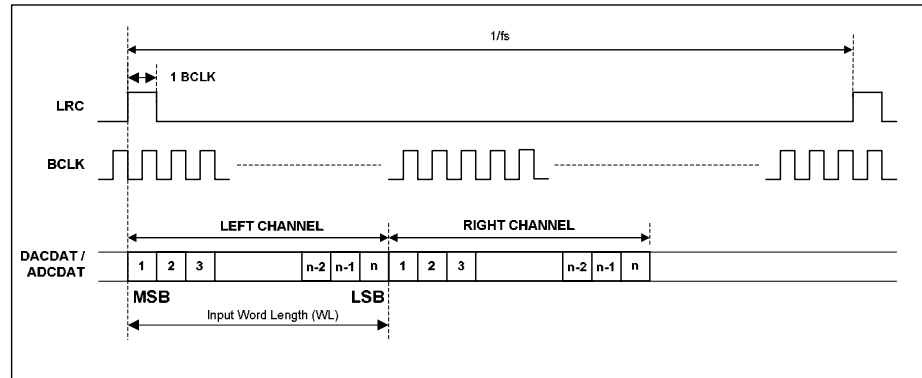 1/fs
1 BCLK
LRC
BCLK
LEFT CHANNEL
RIGHT CHANNEL
DACDAT /
ADCDAT
1 2 3 n-2 n-1 n 1 2 3 n-2 n-1 n
MSB LSB
Input Word Length (WL)